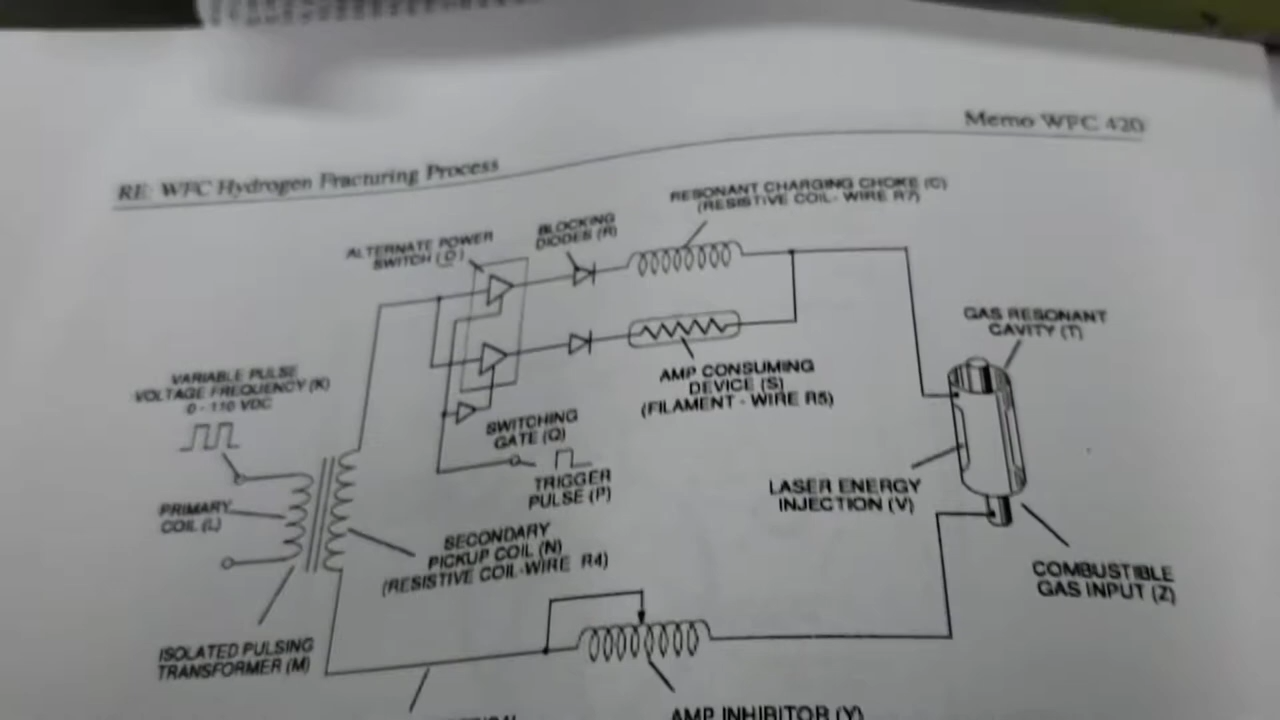 Memo WFC 420
RE: WFC Hydrogen Fracturing Process
RESONANT CHARGING CHOKE (C)
(RESISTIVE COIL- WIRE R7)
ALTERNATE POWER
SWITCH (O)
BLOCKING
DIODES (R)
GAS RESONANT
CAVITY (T)
VARIABLE PULSE
VOLTAGE FREQUENCY (K)
0 - 110 VDC
AMP CONSUMING
DEVICE (S)
(FILAMENT - WIRE R5)
SWITCHING
GATE (Q)
TRIGGER
PULSE (P)
LASER ENERGY
INJECTION (V)
PRIMARY
COIL (L)
SECONDARY
PICKUP COIL (N)
(RESISTIVE COIL-WIRE R4)
COMBUSTIBLE
GAS INPUT (Z)
ISOLATED PULSING
TRANSFORMER (M)
AMP INHIBITOR (Y)